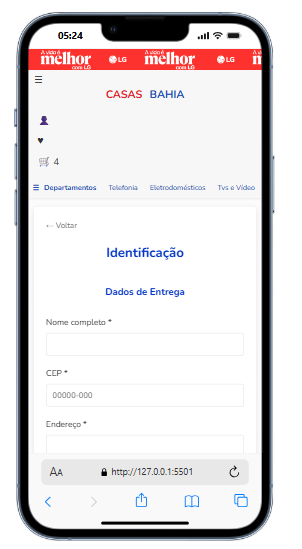 05:24
A vida é melhor com LG
LG
A vida é melhor com LG
LG
CASAS BAHIA
4
Departamentos Telefonia Eletrodomésticos Tvs e Vídeo
← Voltar
Identificação
Dados de Entrega
Nome completo *
CEP *
00000-000
Endereço *
AA http://127.0.0.1:5501